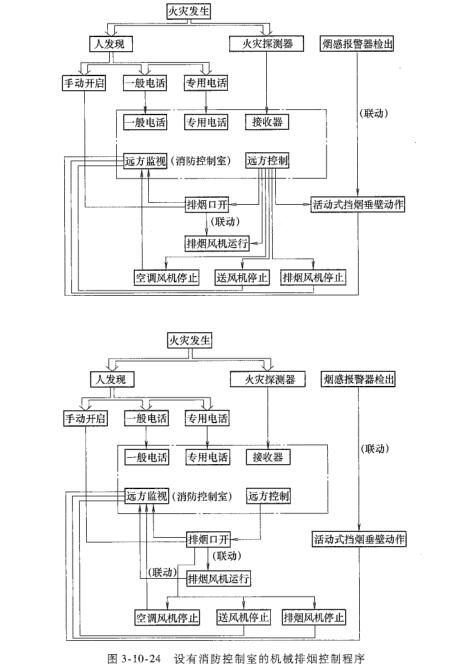 火灾发生
人发现 火灾探测器 烟感报警器检出
手动开启 一般电话 专用电话
(联动)
一般电话 专用电话 接收器
远方监视 (消防控制室) 远方控制
排烟口开 活动式挡烟垂壁动作
(联动)
排烟风机运行
空调风机停止 送风机停止 排烟风机停止
火灾发生
人发现 火灾探测器 烟感报警器检出
手动开启 一般电话 专用电话
(联动)
一般电话 专用电话 接收器
远方监视 (消防控制室) 远方控制
排烟口开 活动式挡烟垂壁动作
(联动)
(联动) 排烟风机运行
空调风机停止 送风机停止 排烟风机停止
图 3-10-24 设有消防控制室的机械排烟控制程序